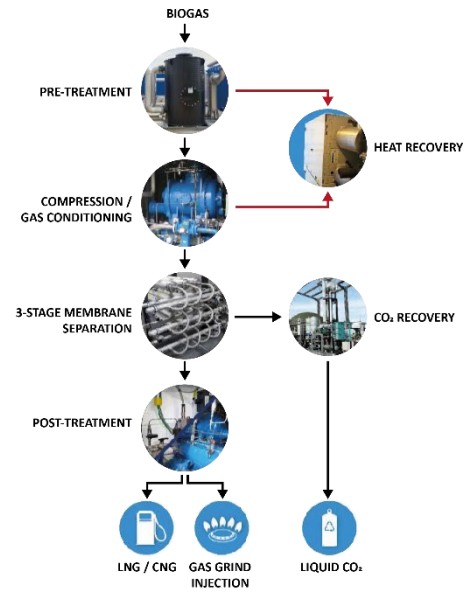 BIOGAS
PRE-TREATMENT
HEAT RECOVERY
COMPRESSION /
GAS CONDITIONING
3-STAGE MEMBRANE
SEPARATION
CO₂ RECOVERY
POST-TREATMENT
LNG / CNG
GAS GRIND
INJECTION
LIQUID CO₂